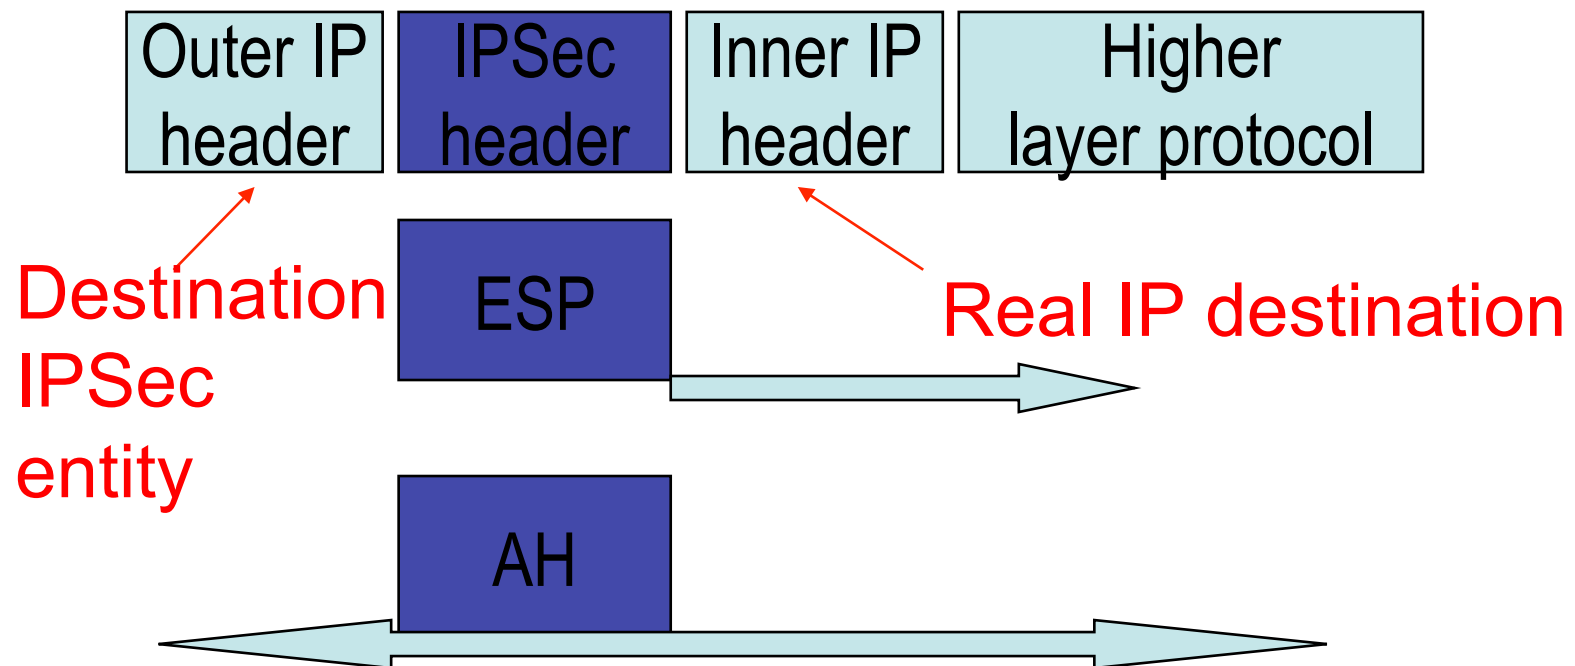 Outer IP
header
IPSec
header
Inner IP
header
Higher
layer protocol
Destination
IPSec
entity
ESP
Real IP destination
AH